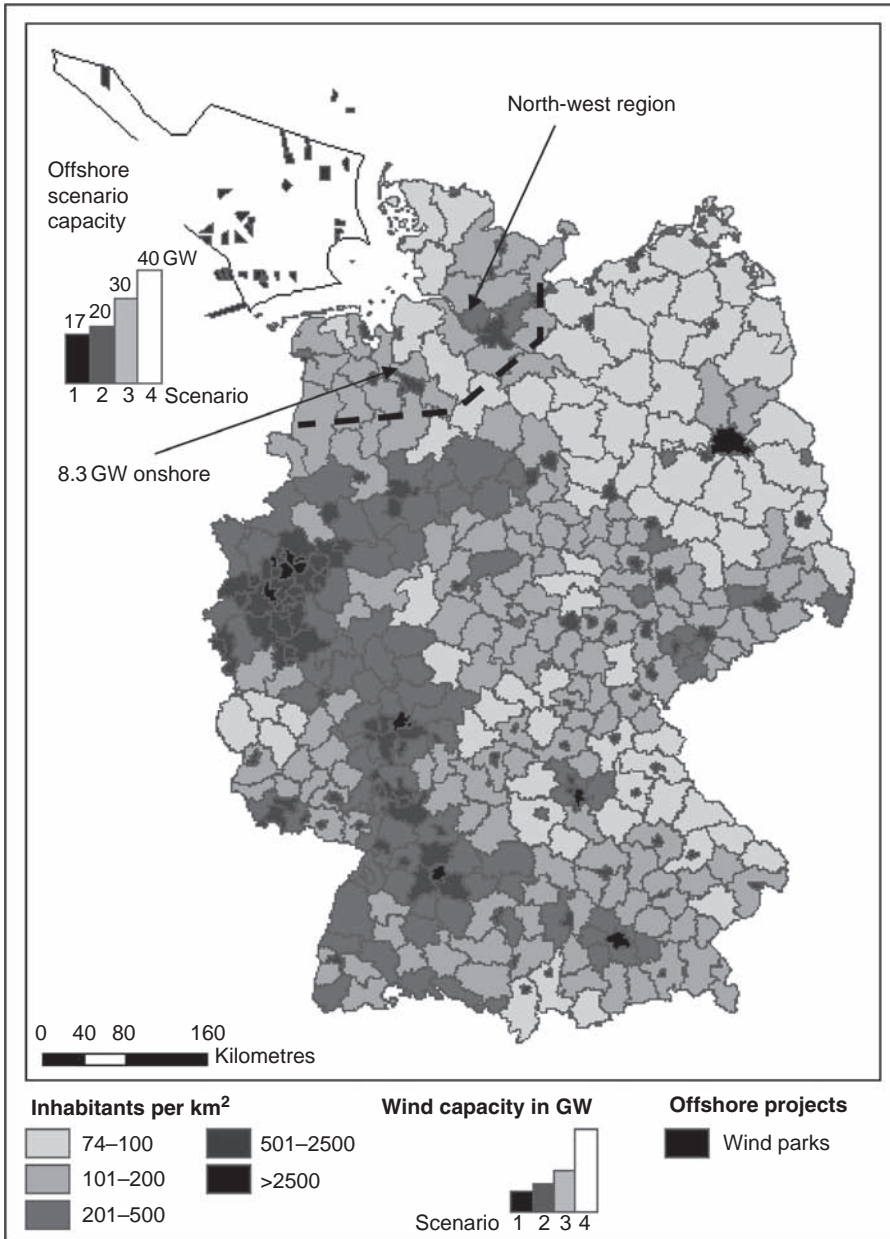 North-west region
Offshore
scenario
capacity
40 GW
30
20
17
1 2 3 4 Scenario
8.3 GW onshore
0 40 80 160
Kilometres
Inhabitants per km²
74–100
101–200
201–500
501–2500
>2500
Wind capacity in GW
Scenario 1 2 3 4
Offshore projects
Wind parks